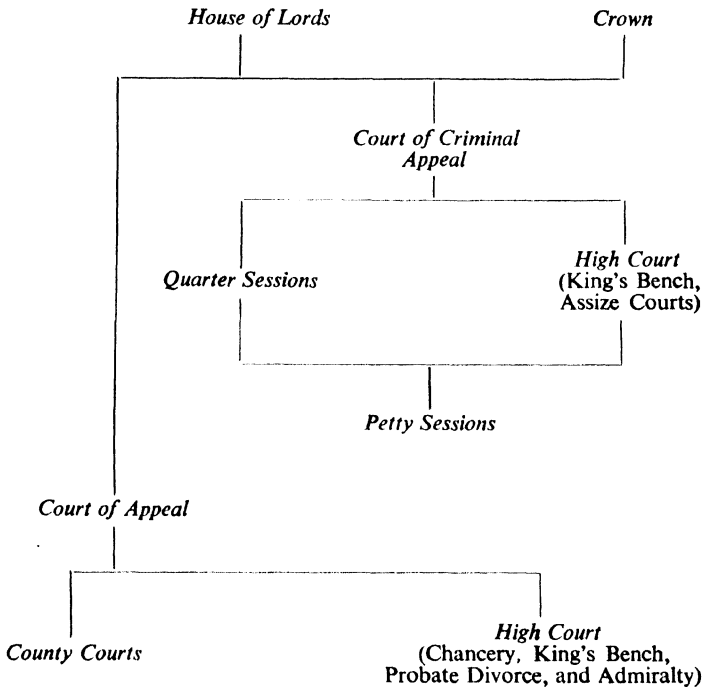 House of Lords
Crown
Court of Criminal
Appeal
Quarter Sessions
High Court
(King's Bench,
Assize Courts)
Petty Sessions
Court of Appeal
County Courts
High Court
(Chancery, King's Bench,
Probate Divorce, and Admiralty)